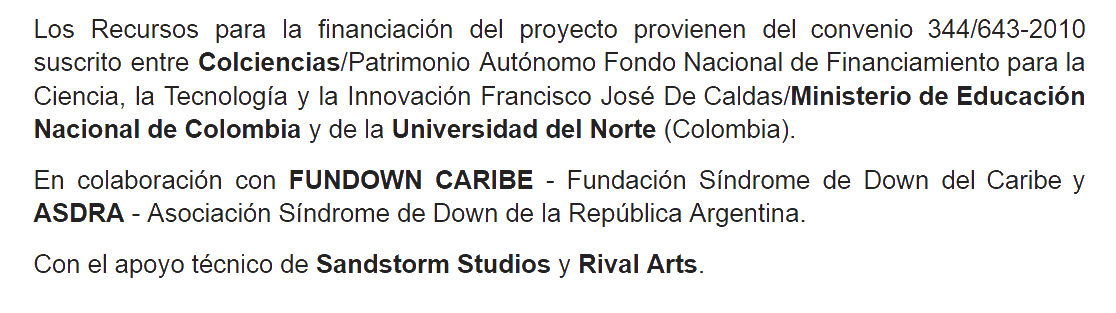 Los Recursos para la financiación del proyecto provienen del convenio 344/643-2010
suscrito entre Colciencias/Patrimonio Autónomo Fondo Nacional de Financiamiento para la
Ciencia, la Tecnología y la Innovación Francisco José De Caldas/Ministerio de Educación
Nacional de Colombia y de la Universidad del Norte (Colombia).
En colaboración con FUNDOWN CARIBE - Fundación Síndrome de Down del Caribe y
ASDRA - Asociación Síndrome de Down de la República Argentina.
Con el apoyo técnico de Sandstorm Studios y Rival Arts.